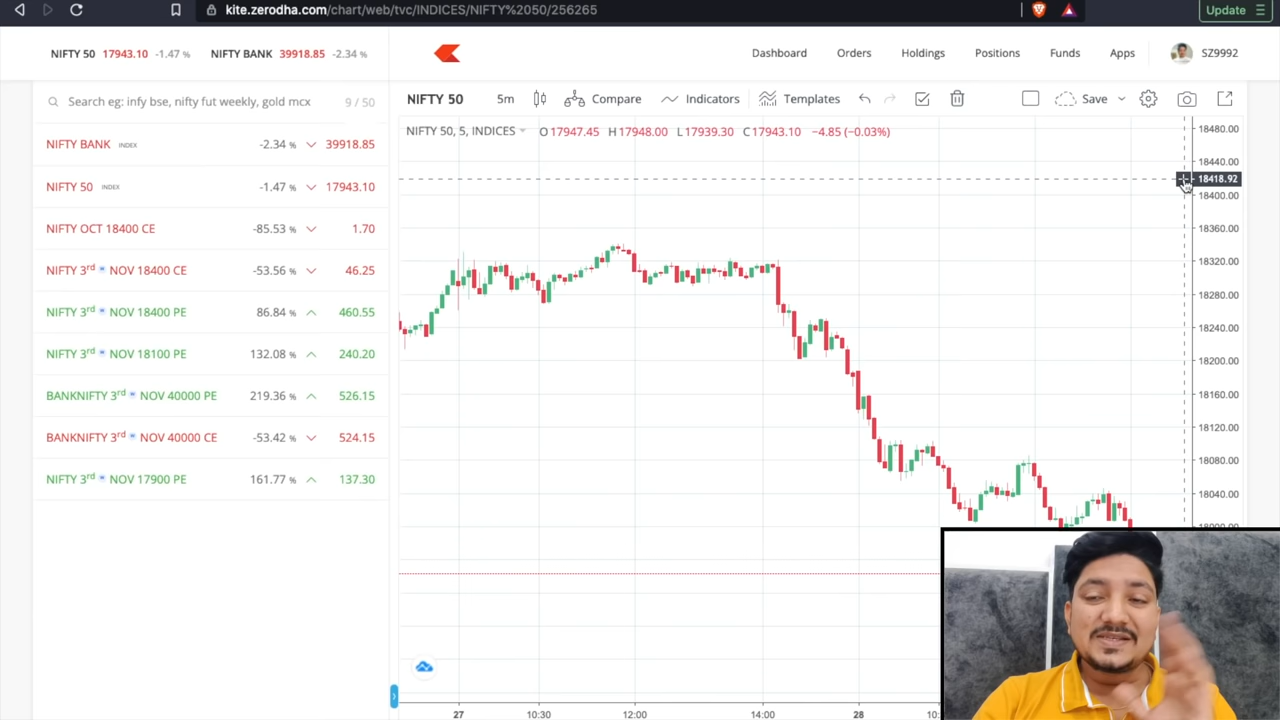 kite.zerodha.com/chart/web/tvc/INDICES/NIFTY%2050/256265
Update
NIFTY 50 17943.10 -1.47 % NIFTY BANK 39918.85 -2.34 %
Dashboard Orders Holdings Positions Funds Apps SZ9992
Search eg: infy bse, nifty fut weekly, gold mcx 9 / 50
NIFTY BANK INDEX -2.34 % 39918.85
NIFTY 50 INDEX -1.47 % 17943.10
NIFTY OCT 18400 CE -85.53 % 1.70
NIFTY 3rd w NOV 18400 CE -53.56 % 46.25
NIFTY 3rd w NOV 18400 PE 86.84 % 460.55
NIFTY 3rd w NOV 18100 PE 132.08 % 240.20
BANKNIFTY 3rd w NOV 40000 PE 219.36 % 526.15
BANKNIFTY 3rd w NOV 40000 CE -53.42 % 524.15
NIFTY 3rd w NOV 17900 PE 161.77 % 137.30
NIFTY 50 5m Compare Indicators Templates Save
NIFTY 50, 5, INDICES O 17947.45 H 17948.00 L 17939.30 C 17943.10 −4.85 (−0.03%)
18480.00
18440.00
18418.92
18400.00
18360.00
18320.00
18280.00
18240.00
18200.00
18160.00
18120.00
18080.00
18040.00
18000.00
27 10:30 12:00 14:00 28